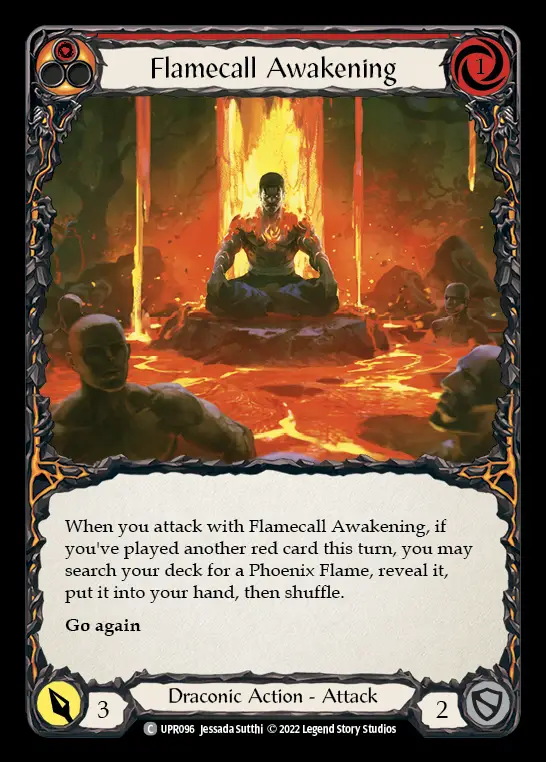 Flamecall Awakening
1
When you attack with Flamecall Awakening, if
you've played another red card this turn, you may
search your deck for a Phoenix Flame, reveal it,
put it into your hand, then shuffle.
Go again
3
Draconic Action - Attack
2
C UPR096 Jessada Sutthi © 2022 Legend Story Studios